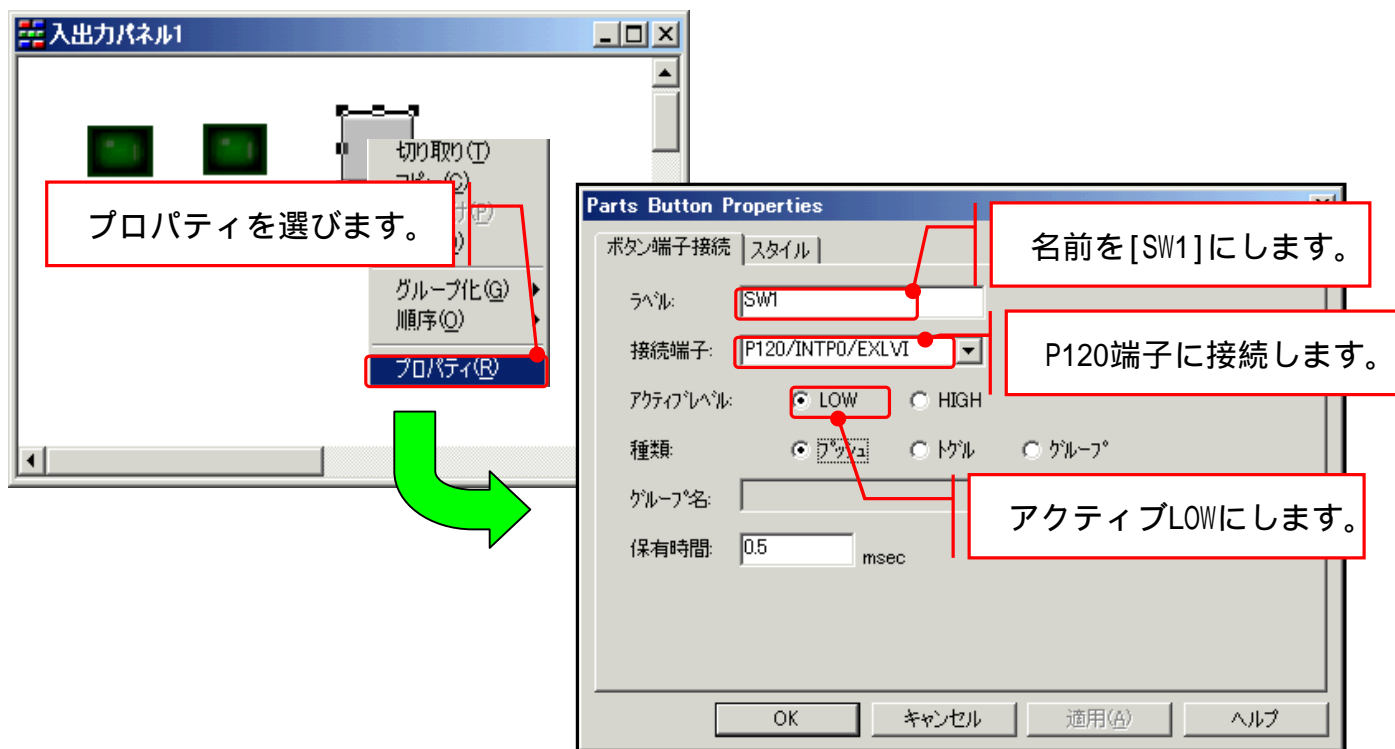 入出力パネル1
切り取り(T)
プロパティを選びます。
グループ化(G)
順序(O)
プロパティ(R)
Parts Button Properties
ボタン端子接続 スタイル
名前を[SW1]にします。
ラベル: SW1
接続端子: P120/INTP0/EXLVI
P120端子に接続します。
アクティブレベル: LOW HIGH
種類: プッシュ トグル グループ
グループ名:
アクティブLOWにします。
保有時間: 0.5 msec
OK キャンセル 適用(A) ヘルプ